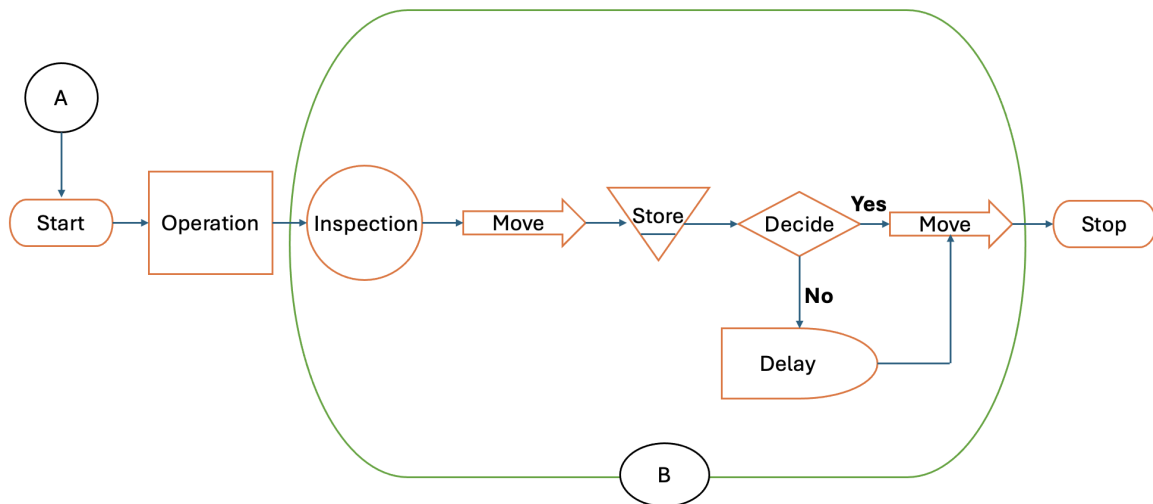 A
Start
Operation
Inspection
Move
Store
Decide
Yes
Move
Stop
No
Delay
B